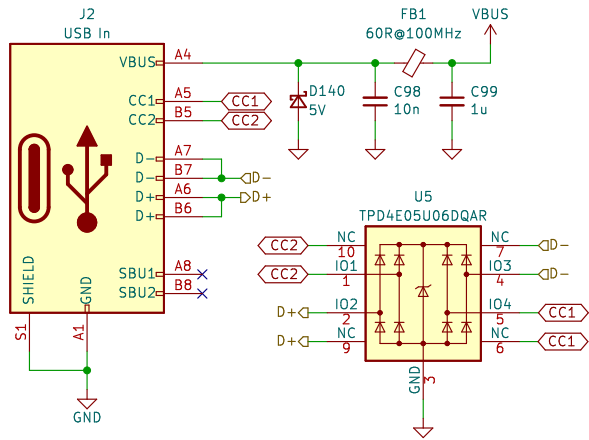 J2
USB In
FB1
60R@100MHz
VBUS
VBUS A4
CC1 A5 CC1
CC2 B5 CC2
D- A7
D- B7 D-
D+ A6 D+
D+ B6
SBU1 A8
SBU2 B8
SHIELD
GND
S1
A1
GND
D140
5V
C98
10n
C99
1u
U5
TPD4E05U06DQAR
CC2 NC 10
CC2 IO1 1
D+ IO2 2
D+ NC 9
NC 7 D-
IO3 4 D-
IO4 5 CC1
NC 6 CC1
GND 3